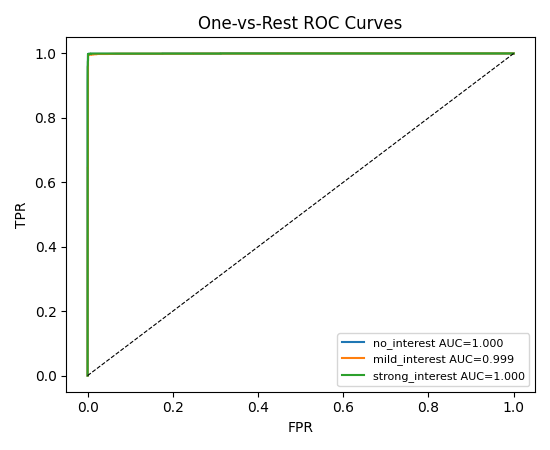 One-vs-Rest ROC Curves
TPR
1.0
0.8
0.6
0.4
0.2
0.0
0.0 0.2 0.4 0.6 0.8 1.0
FPR
no_interest AUC=1.000
mild_interest AUC=0.999
strong_interest AUC=1.000